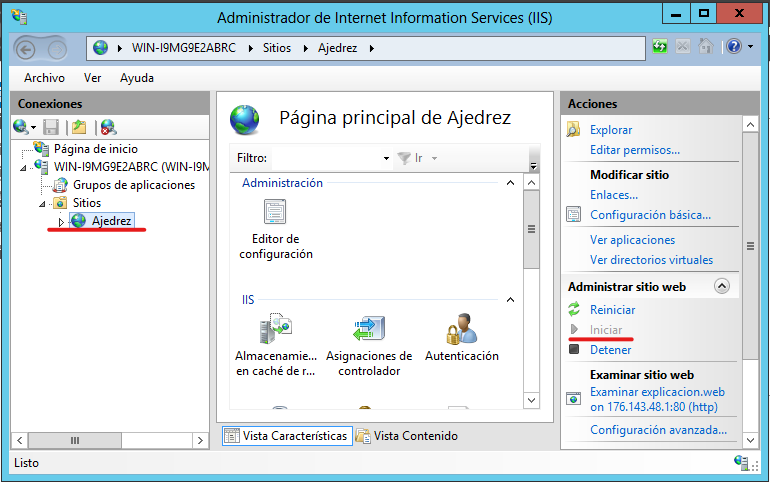 Administrador de Internet Information Services (IIS)
WIN-I9MG9E2ABRC
Sitios
Ajedrez
Archivo
Ver
Ayuda
Conexiones
Página de inicio
WIN-I9MG9E2ABRC (WIN-I9M
Grupos de aplicaciones
Sitios
Ajedrez
Página principal de Ajedrez
Filtro:
Ir
Administración
Editor de
configuración
IIS
Almacenamie...
en caché de r...
Asignaciones de
controlador
Autenticación
Vista Características
Vista Contenido
Acciones
Explorar
Editar permisos...
Modificar sitio
Enlaces...
Configuración básica...
Ver aplicaciones
Ver directorios virtuales
Administrar sitio web
Reiniciar
Iniciar
Detener
Examinar sitio web
Examinar explicacion.web
on 176.143.48.1:80 (http)
Configuración avanzada...
Listo